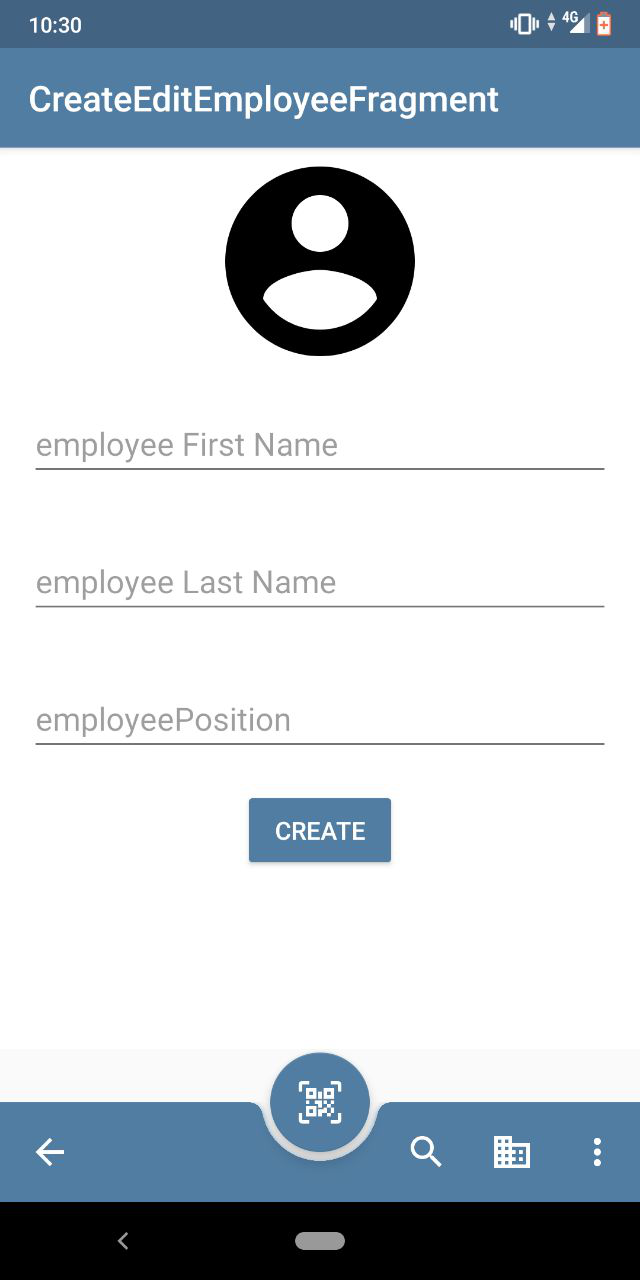 10:30
4G
CreateEditEmployeeFragment
employee First Name
employee Last Name
employeePosition
CREATE